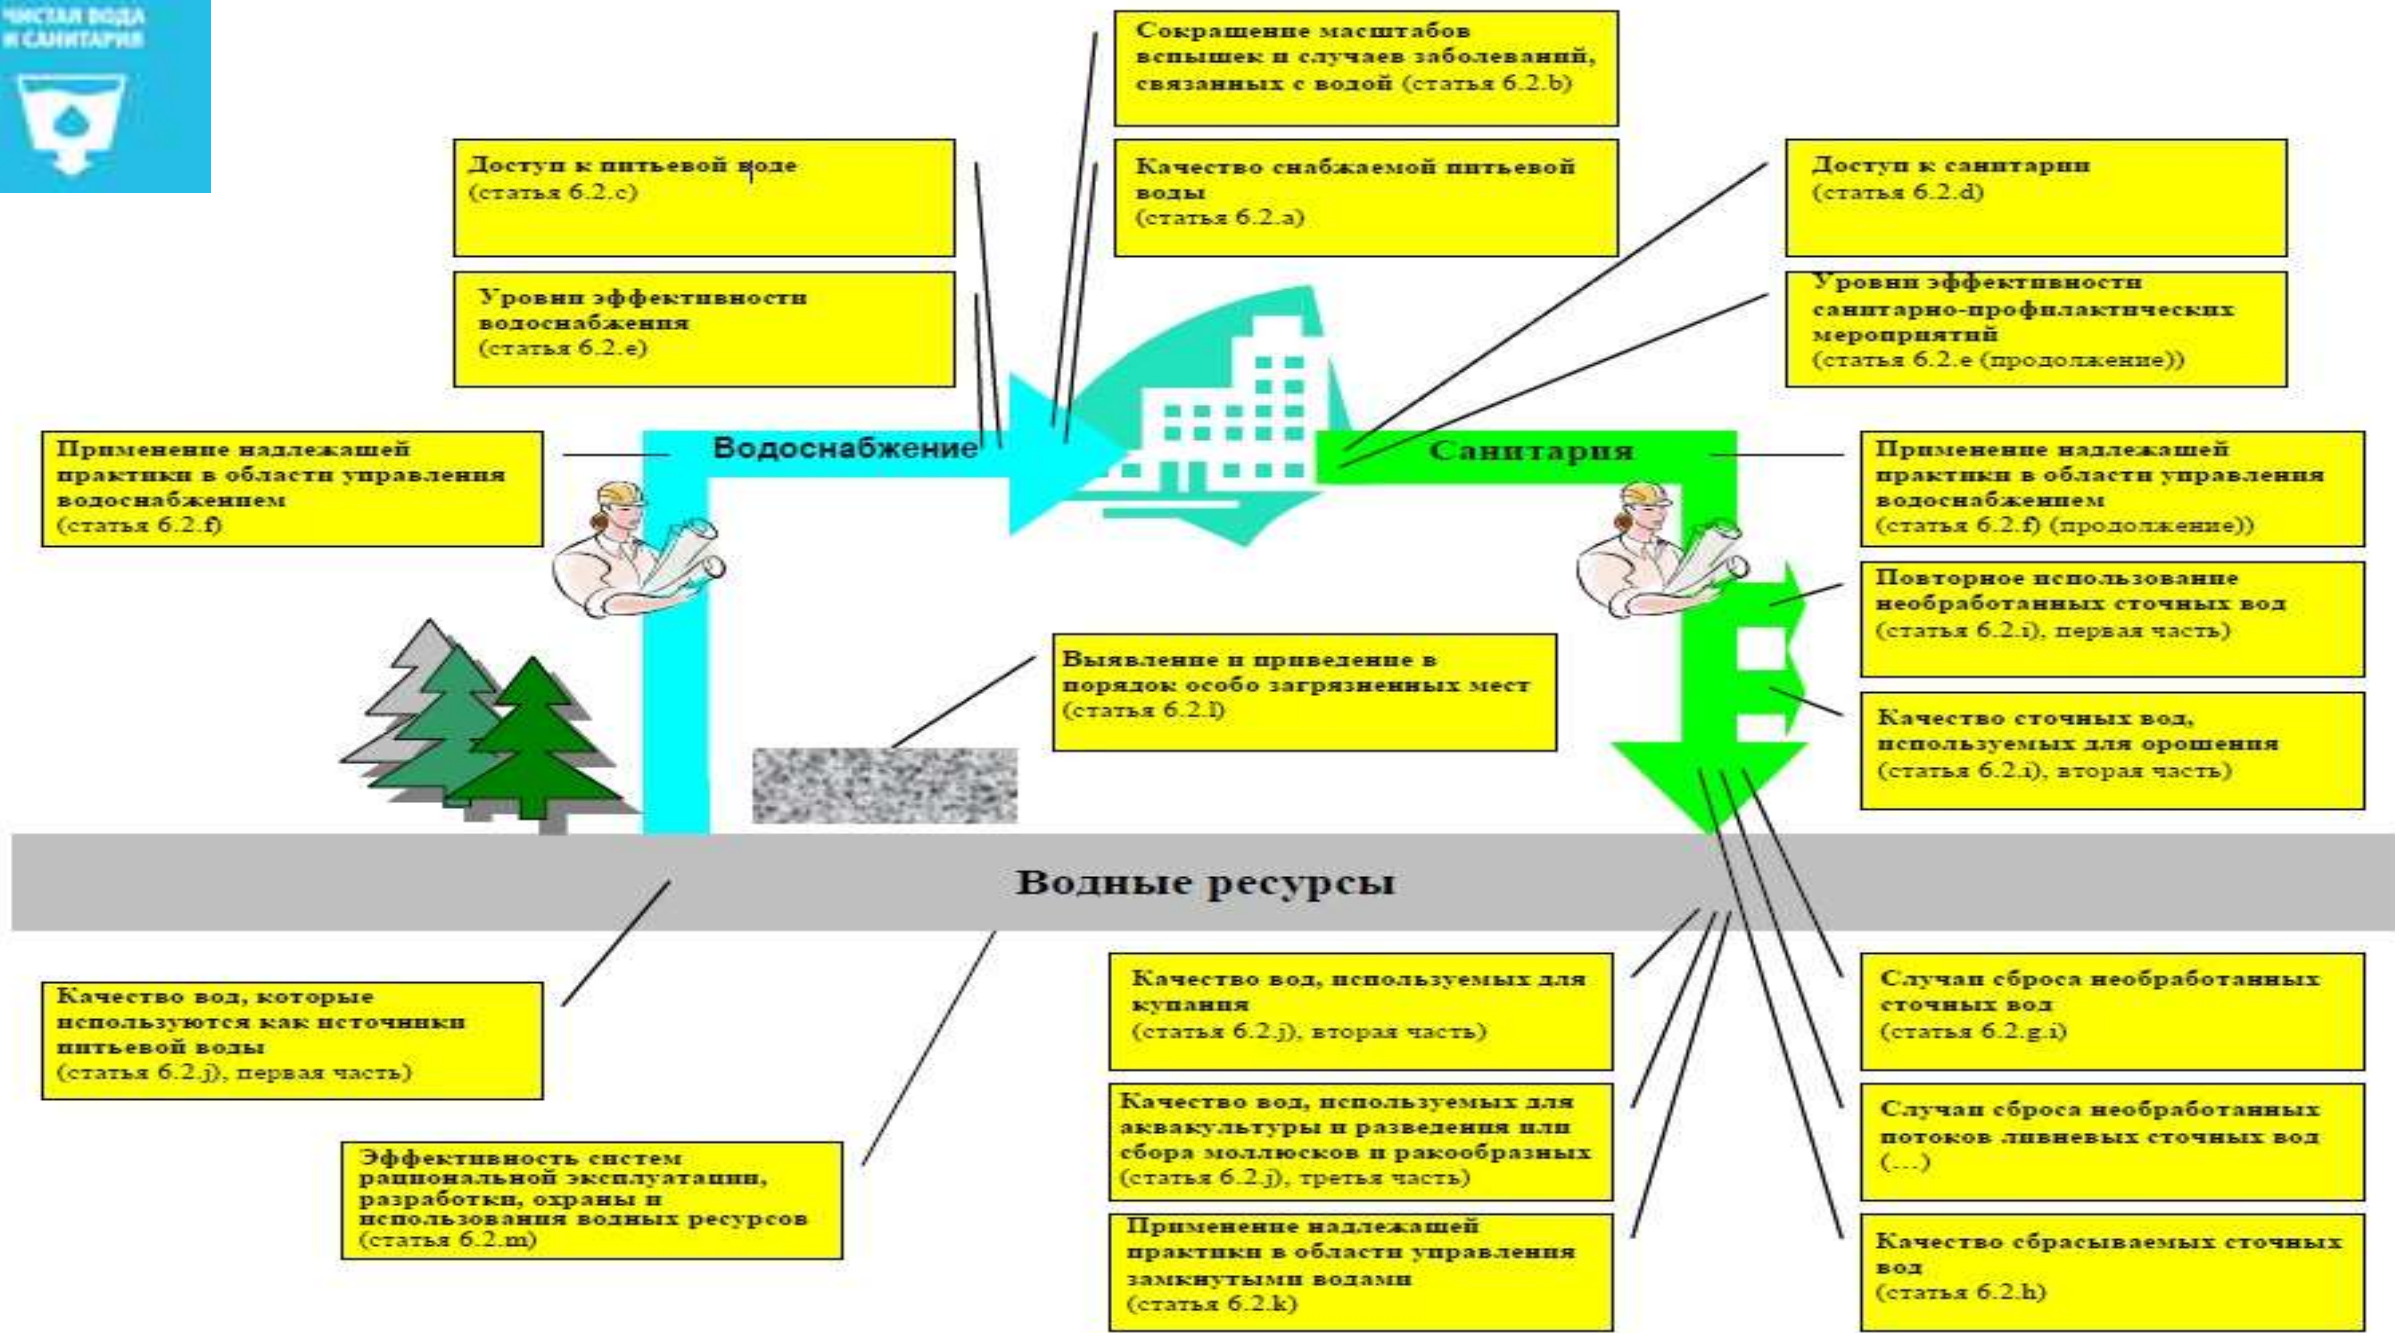 ЧИСТАЯ ВОДА
И САНИТАРИЯ
Сокращение масштабов
вспышек и случаев заболеваний,
связанных с водой (статья 6.2.b)
Доступ к питьевой воде
(статья 6.2.c)
Качество снабжаемой питьевой
воды
(статья 6.2.a)
Доступ к санитарии
(статья 6.2.d)
Уровни эффективности
водоснабжения
(статья 6.2.e)
Уровни эффективности
санитарно-профилактических
мероприятий
(статья 6.2.e (продолжение))
Применение надлежащей
практики в области управления
водоснабжением
(статья 6.2.f)
Водоснабжение
Санитария
Применение надлежащей
практики в области управления
водоснабжением
(статья 6.2.f) (продолжение))
Повторное использование
необработанных сточных вод
(статья 6.2.i), первая часть)
Выявление и приведение в
порядок особо загрязненных мест
(статья 6.2.l)
Качество сточных вод,
используемых для орошения
(статья 6.2.i), вторая часть)
Водные ресурсы
Качество вод, которые
используются как источники
питьевой воды
(статья 6.2.j), первая часть)
Эффективность систем
рациональной эксплуатации,
разработки, охраны и
использования водных ресурсов
(статья 6.2.m)
Качество вод, используемых для
купания
(статья 6.2.j), вторая часть)
Качество вод, используемых для
аквакультуры и разведения или
сбора моллюсков и ракообразных
(статья 6.2.j), третья часть)
Применение надлежащей
практики в области управления
замкнутыми водами
(статья 6.2.k)
Случаи сброса необработанных
сточных вод
(статья 6.2.g.i)
Случаи сброса необработанных
потоков ливневых сточных вод
(...)
Качество сбрасываемых сточных
вод
(статья 6.2.h)